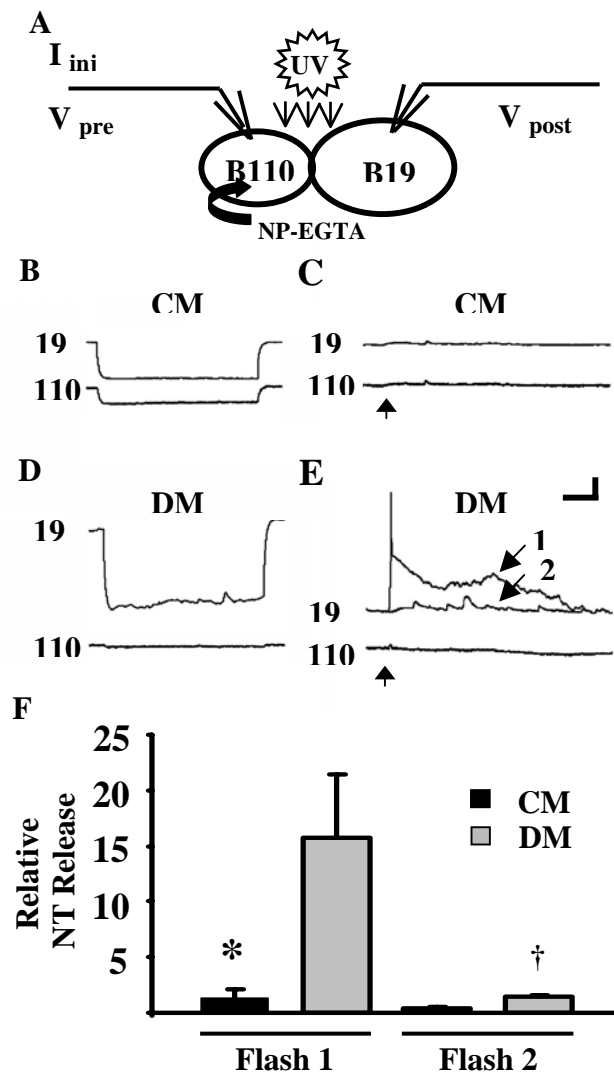 A
I inj
UV
V pre
V post
B110
B19
NP-EGTA
B
C
CM
CM
19
19
110
110
D
E
DM
DM
1
2
19
19
110
110
F
25
20
15
10
5
Relative
NT Release
CM
DM
*
†
Flash 1
Flash 2